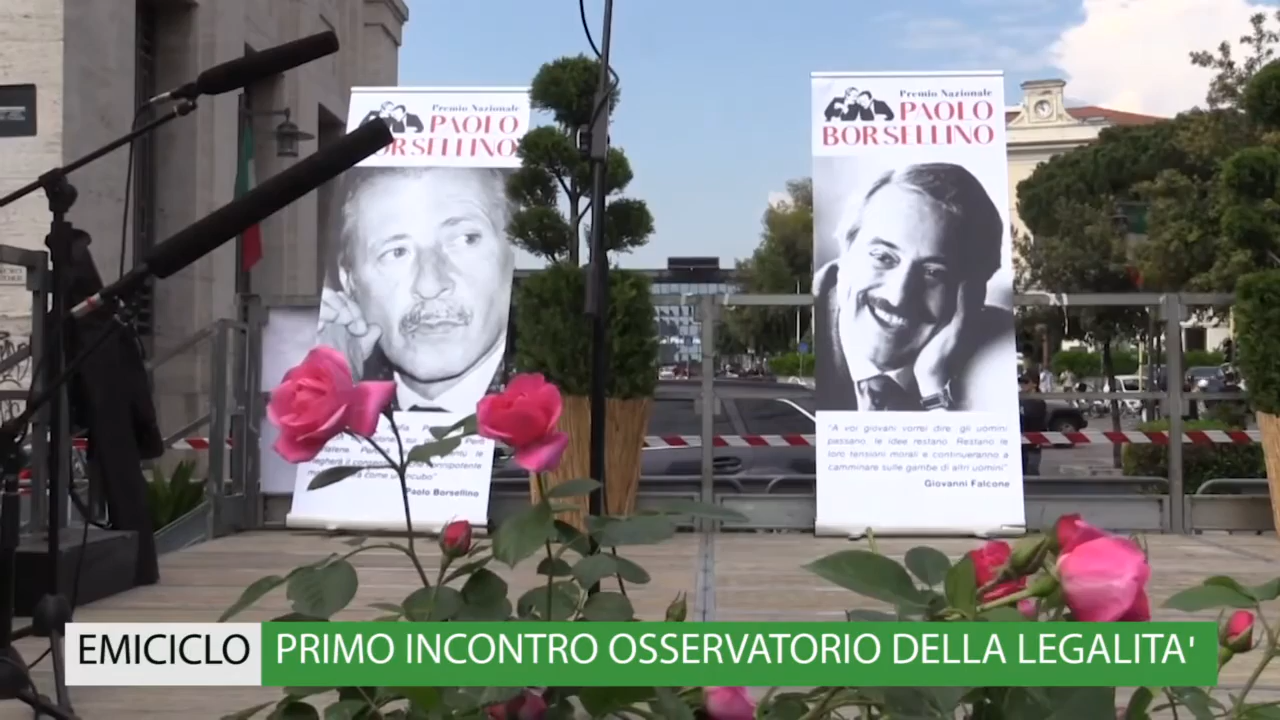 Premio Nazionale
PAOLO
BORSELLINO
Paolo Borsellino
Premio Nazionale
PAOLO
BORSELLINO
"A voi giovani vorrei dire: gli uomini
passano, le idee restano. Restano le
loro tensioni morali e continueranno a
camminare sulle gambe di altri uomini"
Giovanni Falcone
EMICICLO
PRIMO INCONTRO OSSERVATORIO DELLA LEGALITA'